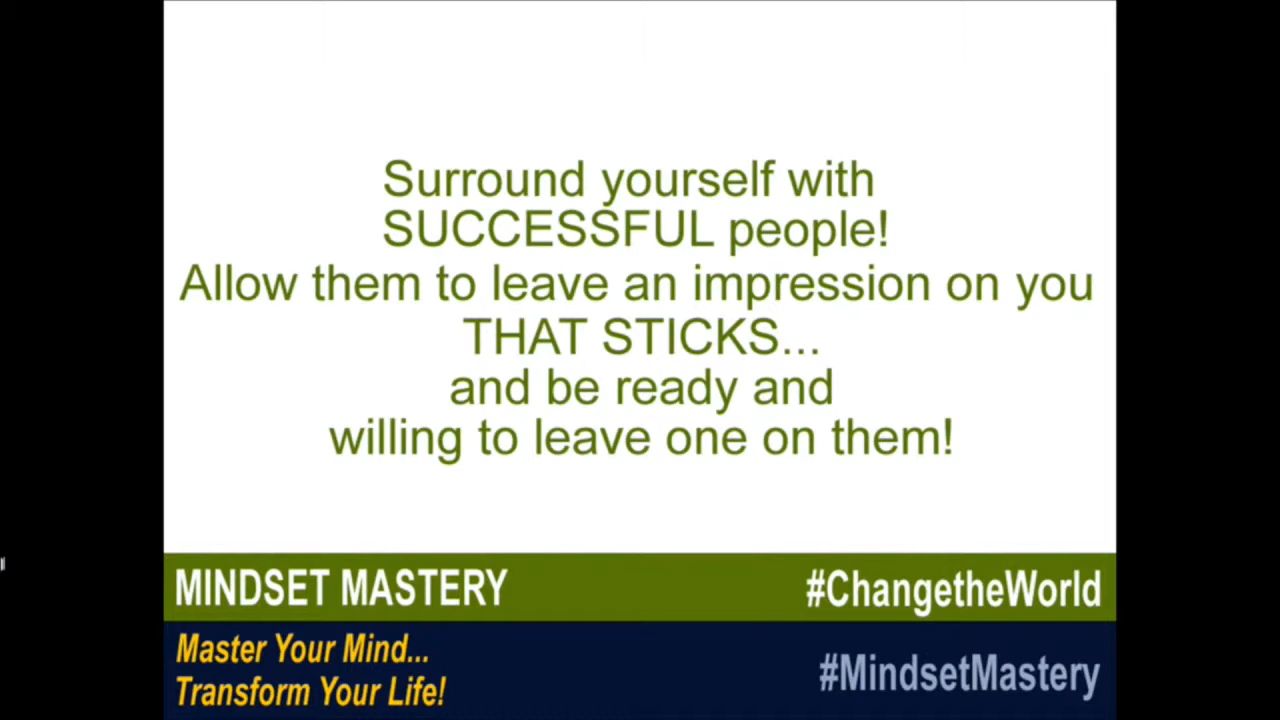 Surround yourself with
SUCCESSFUL people!
Allow them to leave an impression on you
THAT STICKS...
and be ready and
willing to leave one on them!
MINDSET MASTERY
#ChangetheWorld
Master Your Mind...
Transform Your Life!
#MindsetMastery